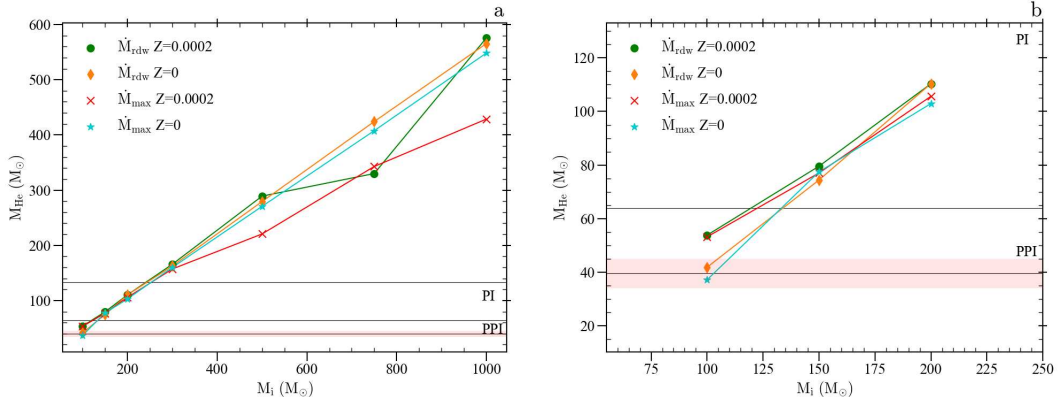 a
Ṁrdw Z=0.0002
Ṁrdw Z=0
Ṁmax Z=0.0002
Ṁmax Z=0
600
500
400
300
200
100
PI
PPI
200 400 600 800 1000
MHe (M⊙)
Mi (M⊙)
b
PI
Ṁrdw Z=0.0002
Ṁrdw Z=0
Ṁmax Z=0.0002
Ṁmax Z=0
120
100
80
60
40
20
PPI
75 100 125 150 175 200 225 250
MHe (M⊙)
Mi (M⊙)